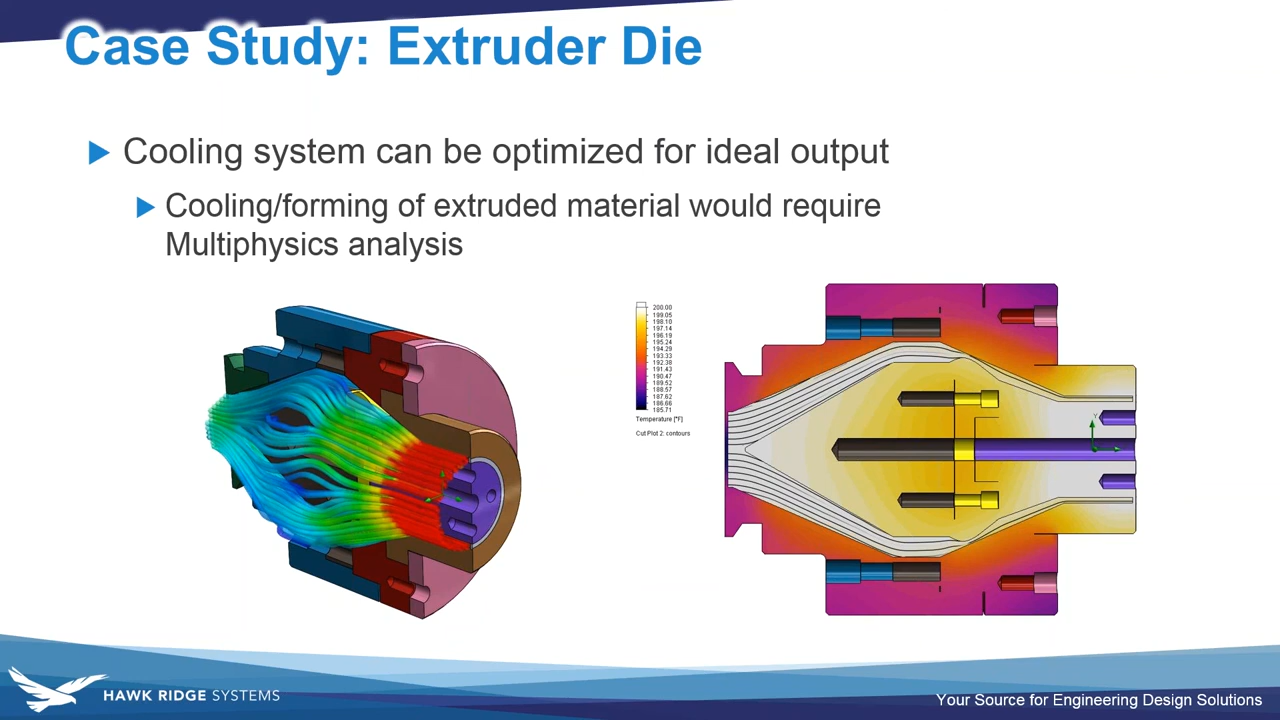 Case Study: Extruder Die
Cooling system can be optimized for ideal output
Cooling/forming of extruded material would require
Multiphysics analysis
200.00
199.05
198.10
197.14
196.19
195.24
194.29
193.33
192.38
191.43
190.47
189.52
188.57
187.62
186.66
185.71
Temperature [°F]
Cut Plot 2: contours
Y
HAWK RIDGE SYSTEMS
Your Source for Engineering Design Solutions